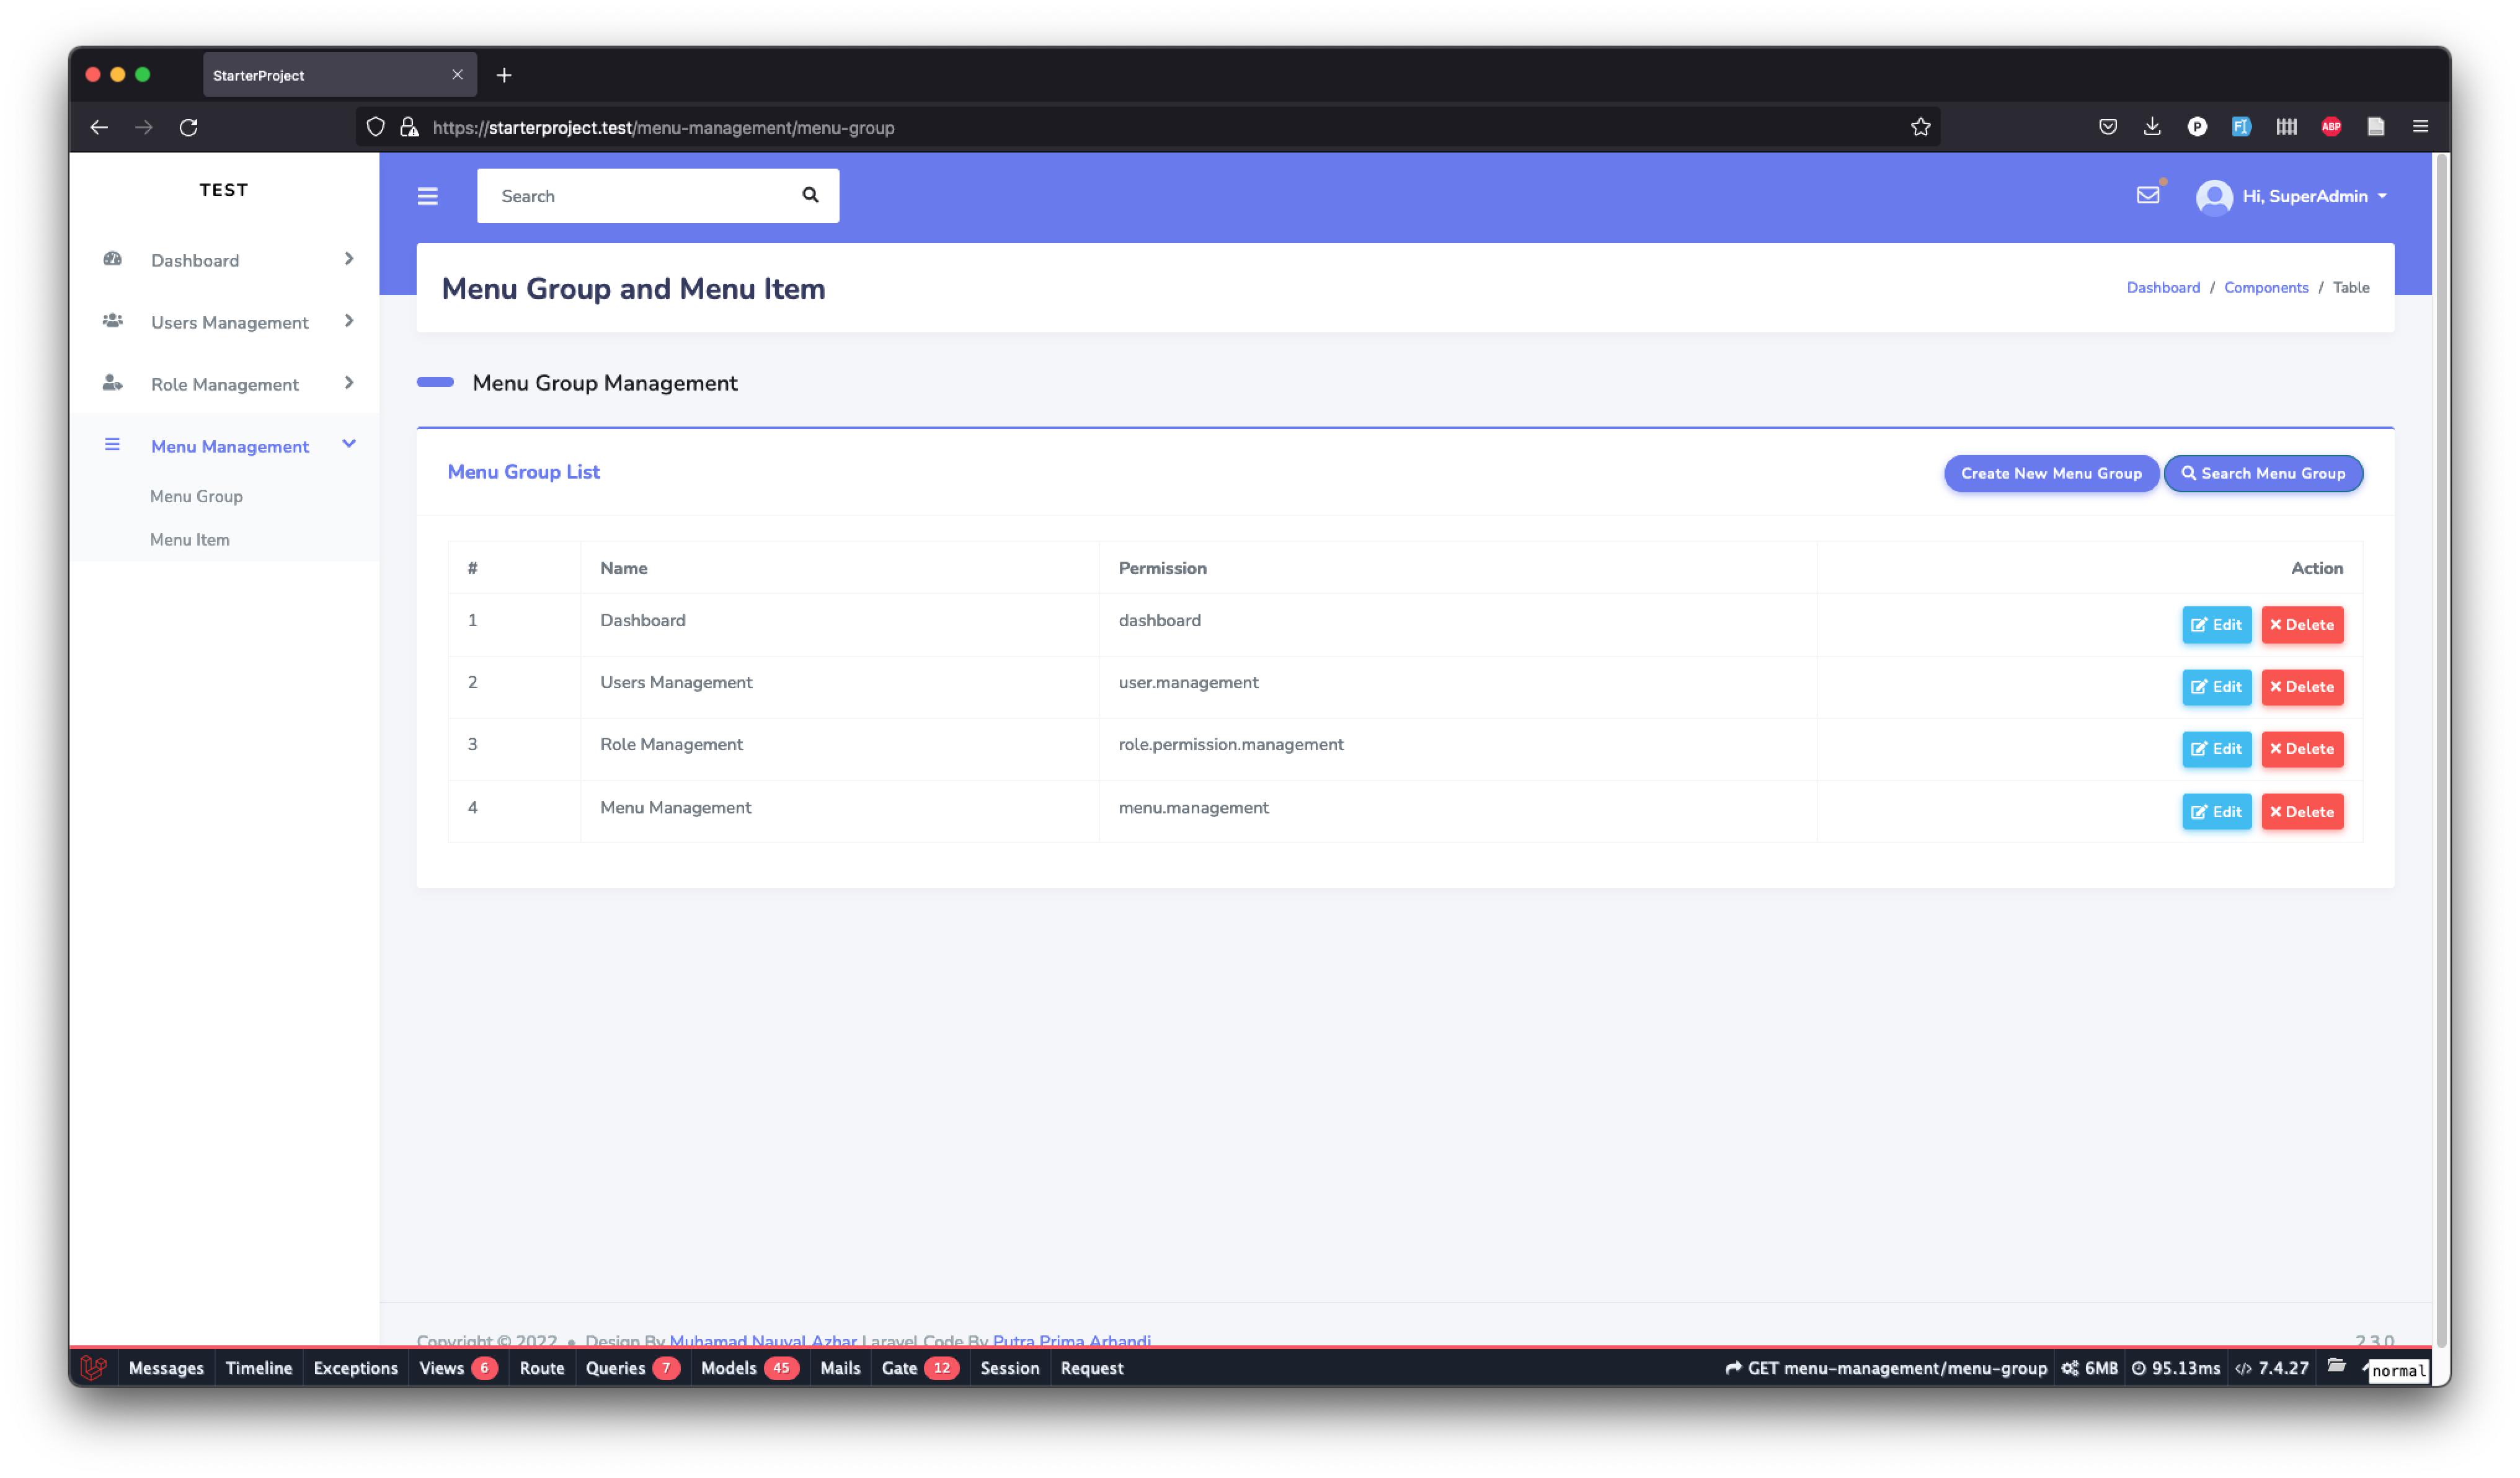 StarterProject
https://starterproject.test/menu-management/menu-group
P
FI
ABP
TEST
Search
Hi, SuperAdmin
Dashboard
Users Management
Role Management
Menu Management
Menu Group
Menu Item
Menu Group and Menu Item
Dashboard / Components / Table
Menu Group Management
Menu Group List
Create New Menu Group
Search Menu Group
# Name Permission Action
1 Dashboard dashboard Edit Delete
2 Users Management user.management Edit Delete
3 Role Management role.permission.management Edit Delete
4 Menu Management menu.management Edit Delete
Copyright © 2022 • Design By Muhamad Nauval Azhar Laravel Code By Putra Prima Arhandi 2.3.0
Messages Timeline Exceptions Views 6 Route Queries 7 Models 45 Mails Gate 12 Session Request GET menu-management/menu-group 6MB 95.13ms 7.4.27
normal